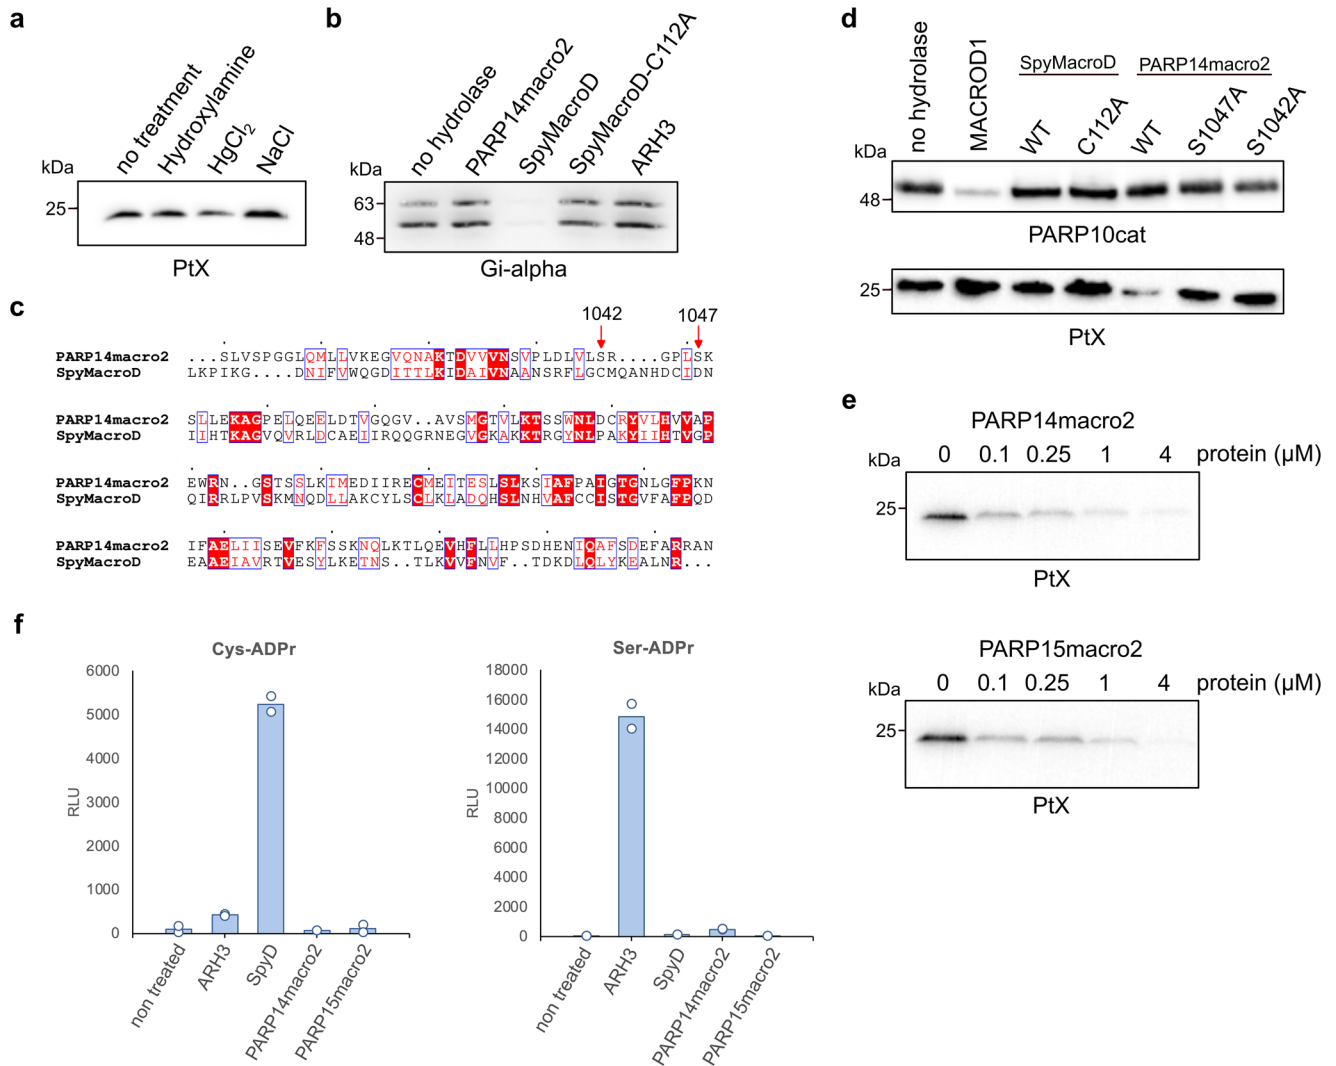 a
no treatment
Hydroxylamine
HgCl2
NaCl
kDa
25
PtX
b
no hydrolase
PARP14macro2
SpyMacroD
SpyMacroD-C112A
ARH3
kDa
63
48
Gi-alpha
c
1042
1047
PARP14macro2 ...SLVSPGGLQMLLVKEGVQNAKTDVVVNSVPLDLVLSR....GPLSK
SpyMacroD LKPIKG....DNIFVWQGDITTLKIDAIVNAANSRFLGCMQANHDCIDN
PARP14macro2 SLLEKAGPELQEELDTVGQGV..AVSMGTVLKTSSWNLDCRYVLHVVAP
SpyMacroD IIHTKAGVQVRLDCAEIIRQQGRNEGVGKAKKTRGYNLPAKYIIHTVGP
PARP14macro2 EWRN..GSTSSLKIMEDIIRECMEITESLSLKSIAFPAIGTGNLGFPKN
SpyMacroD QIRRLPVSKMNQDLLAKCYLSCLKLADQHSLNHVAFCCISTGVFAFPQD
PARP14macro2 IFAELIISEVFKFSSKNQLKTLQEVHFLLHPSDHENIQAFSDEFARRAN
SpyMacroD EAAEIAVRTVESYLKETNS..TLKVVFNVF..TDKDLQLYKEALNR...
d
no hydrolase
MACROD1
SpyMacroD
WT
C112A
PARP14macro2
WT
S1047A
S1042A
kDa
48
PARP10cat
25
PtX
e
PARP14macro2
kDa 0 0.1 0.25 1 4 protein (µM)
25
PtX
PARP15macro2
kDa 0 0.1 0.25 1 4 protein (µM)
25
PtX
f
Cys-ADPr
6000
5000
4000
3000
2000
1000
0
RLU
non treated
ARH3
SpyD
PARP14macro2
PARP15macro2
Ser-ADPr
18000
16000
14000
12000
10000
8000
6000
4000
2000
0
RLU
non treated
ARH3
SpyD
PARP14macro2
PARP15macro2